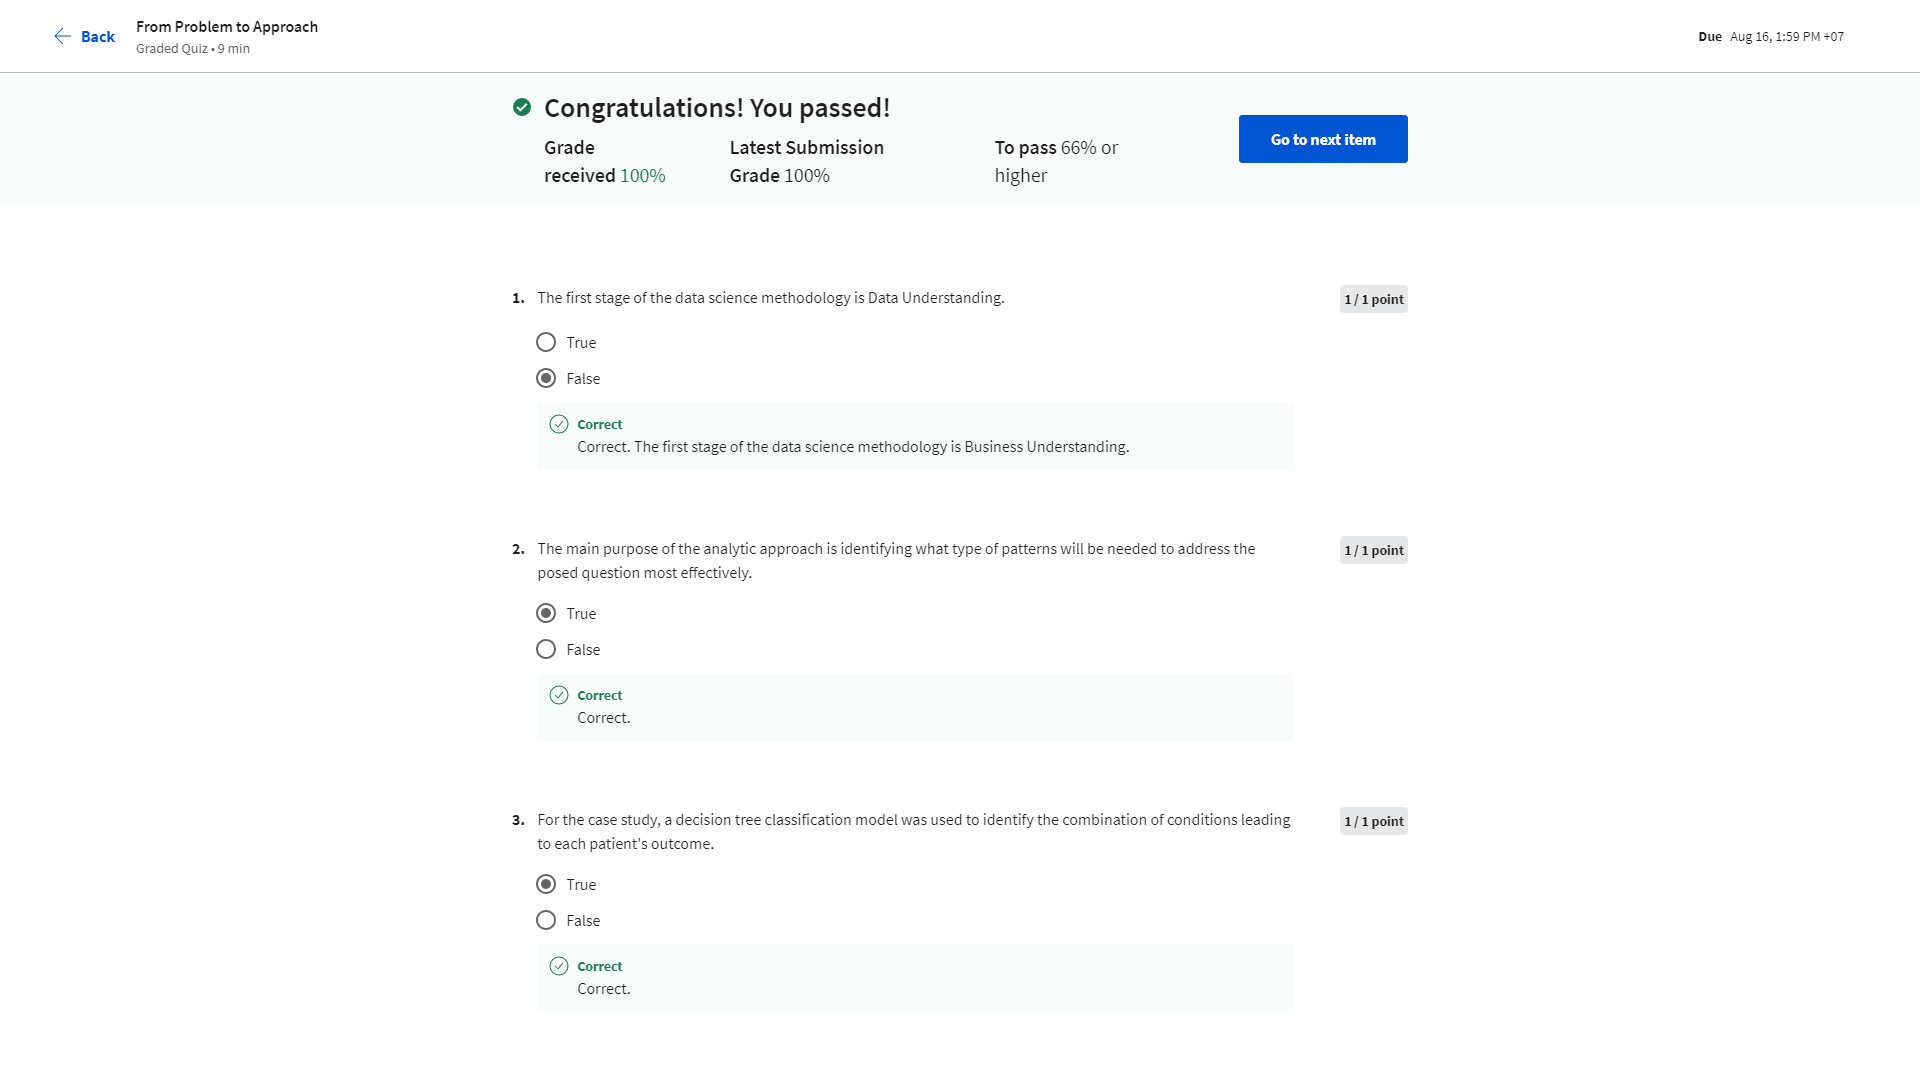 Back
From Problem to Approach
Graded Quiz • 9 min
Due Aug 16, 1:59 PM +07
Congratulations! You passed!
Grade received 100%
Latest Submission Grade 100%
To pass 66% or higher
Go to next item
1. The first stage of the data science methodology is Data Understanding.
1 / 1 point
True
False
Correct
Correct. The first stage of the data science methodology is Business Understanding.
2. The main purpose of the analytic approach is identifying what type of patterns will be needed to address the
posed question most effectively.
1 / 1 point
True
False
Correct
Correct.
3. For the case study, a decision tree classification model was used to identify the combination of conditions leading
to each patient's outcome.
1 / 1 point
True
False
Correct
Correct.